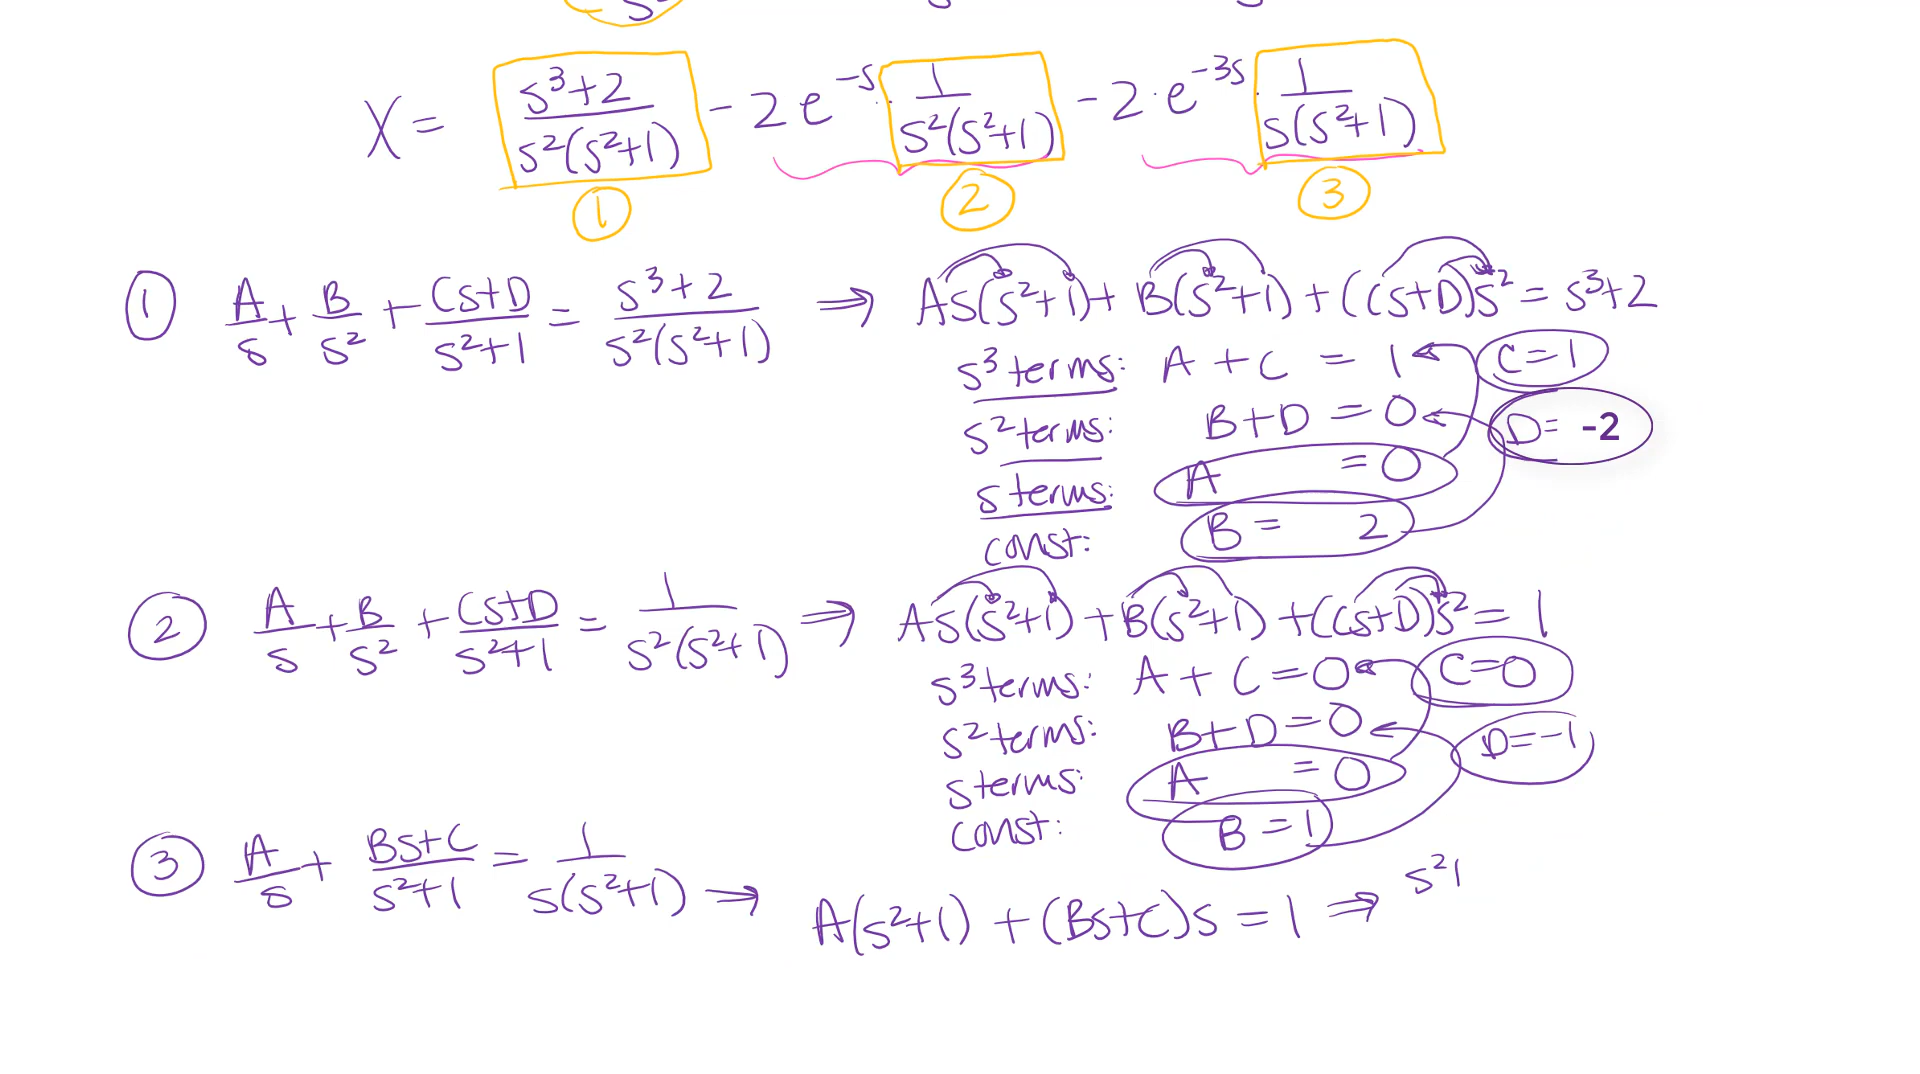 X = s³+2 / s²(s²+1) - 2e^-s · 1 / s²(s²+1) - 2·e^-3s · 1 / s(s²+1)
① ② ③
① A/s + B/s² + Cs+D / s²+1 = s³+2 / s²(s²+1) ⇒ As(s²+1) + B(s²+1) + (Cs+D)s² = s³+2
s³ terms: A + C = 1 C=1
s² terms: B+D = 0 D= -2
s terms: A = 0
const: B = 2
② A/s + B/s² + Cs+D / s²+1 = 1 / s²(s²+1) ⇒ As(s²+1) + B(s²+1) + (Cs+D)s² = 1
s³ terms: A + C = 0 C=0
s² terms: B+D = 0 D=-1
s terms: A = 0
const: B = 1
③ A/s + Bs+C / s²+1 = 1 / s(s²+1) → A(s²+1) + (Bs+C)s = 1 ⇒ s²